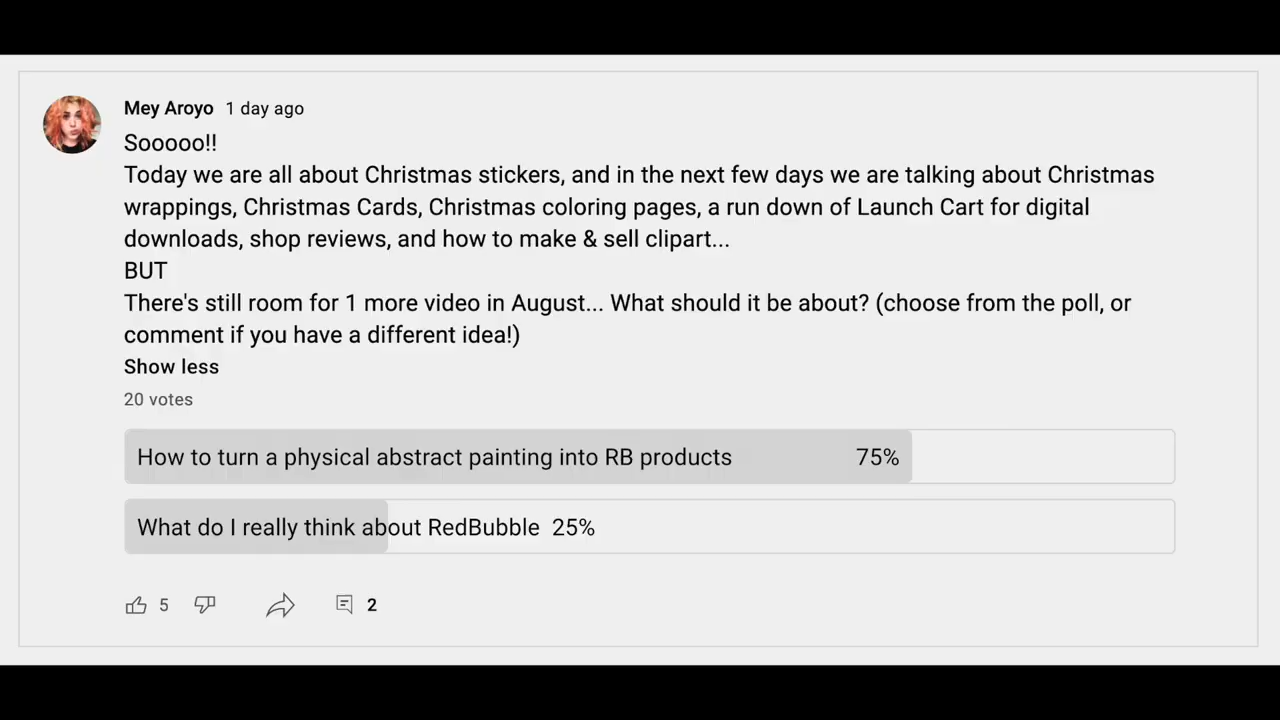 Mey Aroyo 1 day ago
Sooooo!!
Today we are all about Christmas stickers, and in the next few days we are talking about Christmas
wrappings, Christmas Cards, Christmas coloring pages, a run down of Launch Cart for digital
downloads, shop reviews, and how to make & sell clipart...
BUT
There's still room for 1 more video in August... What should it be about? (choose from the poll, or
comment if you have a different idea!)
Show less
20 votes
How to turn a physical abstract painting into RB products 75%
What do I really think about RedBubble 25%
5 2